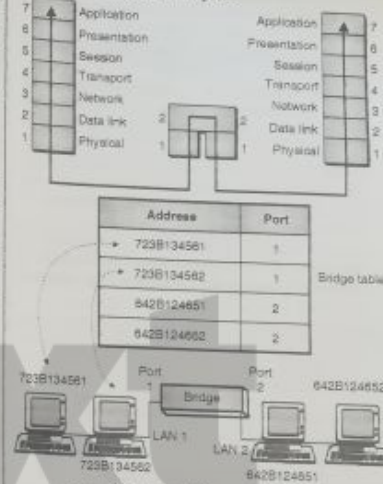 7 Application
6 Presentation
5 Session
4 Transport
3 Network
2 Data link
1 Physical
Application 7
Presentation 6
Session 5
Transport 4
Network 3
Data link 2
Physical 1
2 2
1 1
Address Port
723B134561 1
723B134562 1
642B124651 2
642B124652 2
Bridge table
723B134561
Port
1
Bridge
Port
2
642B124652
LAN 1
LAN 2
723B134562
642B124651